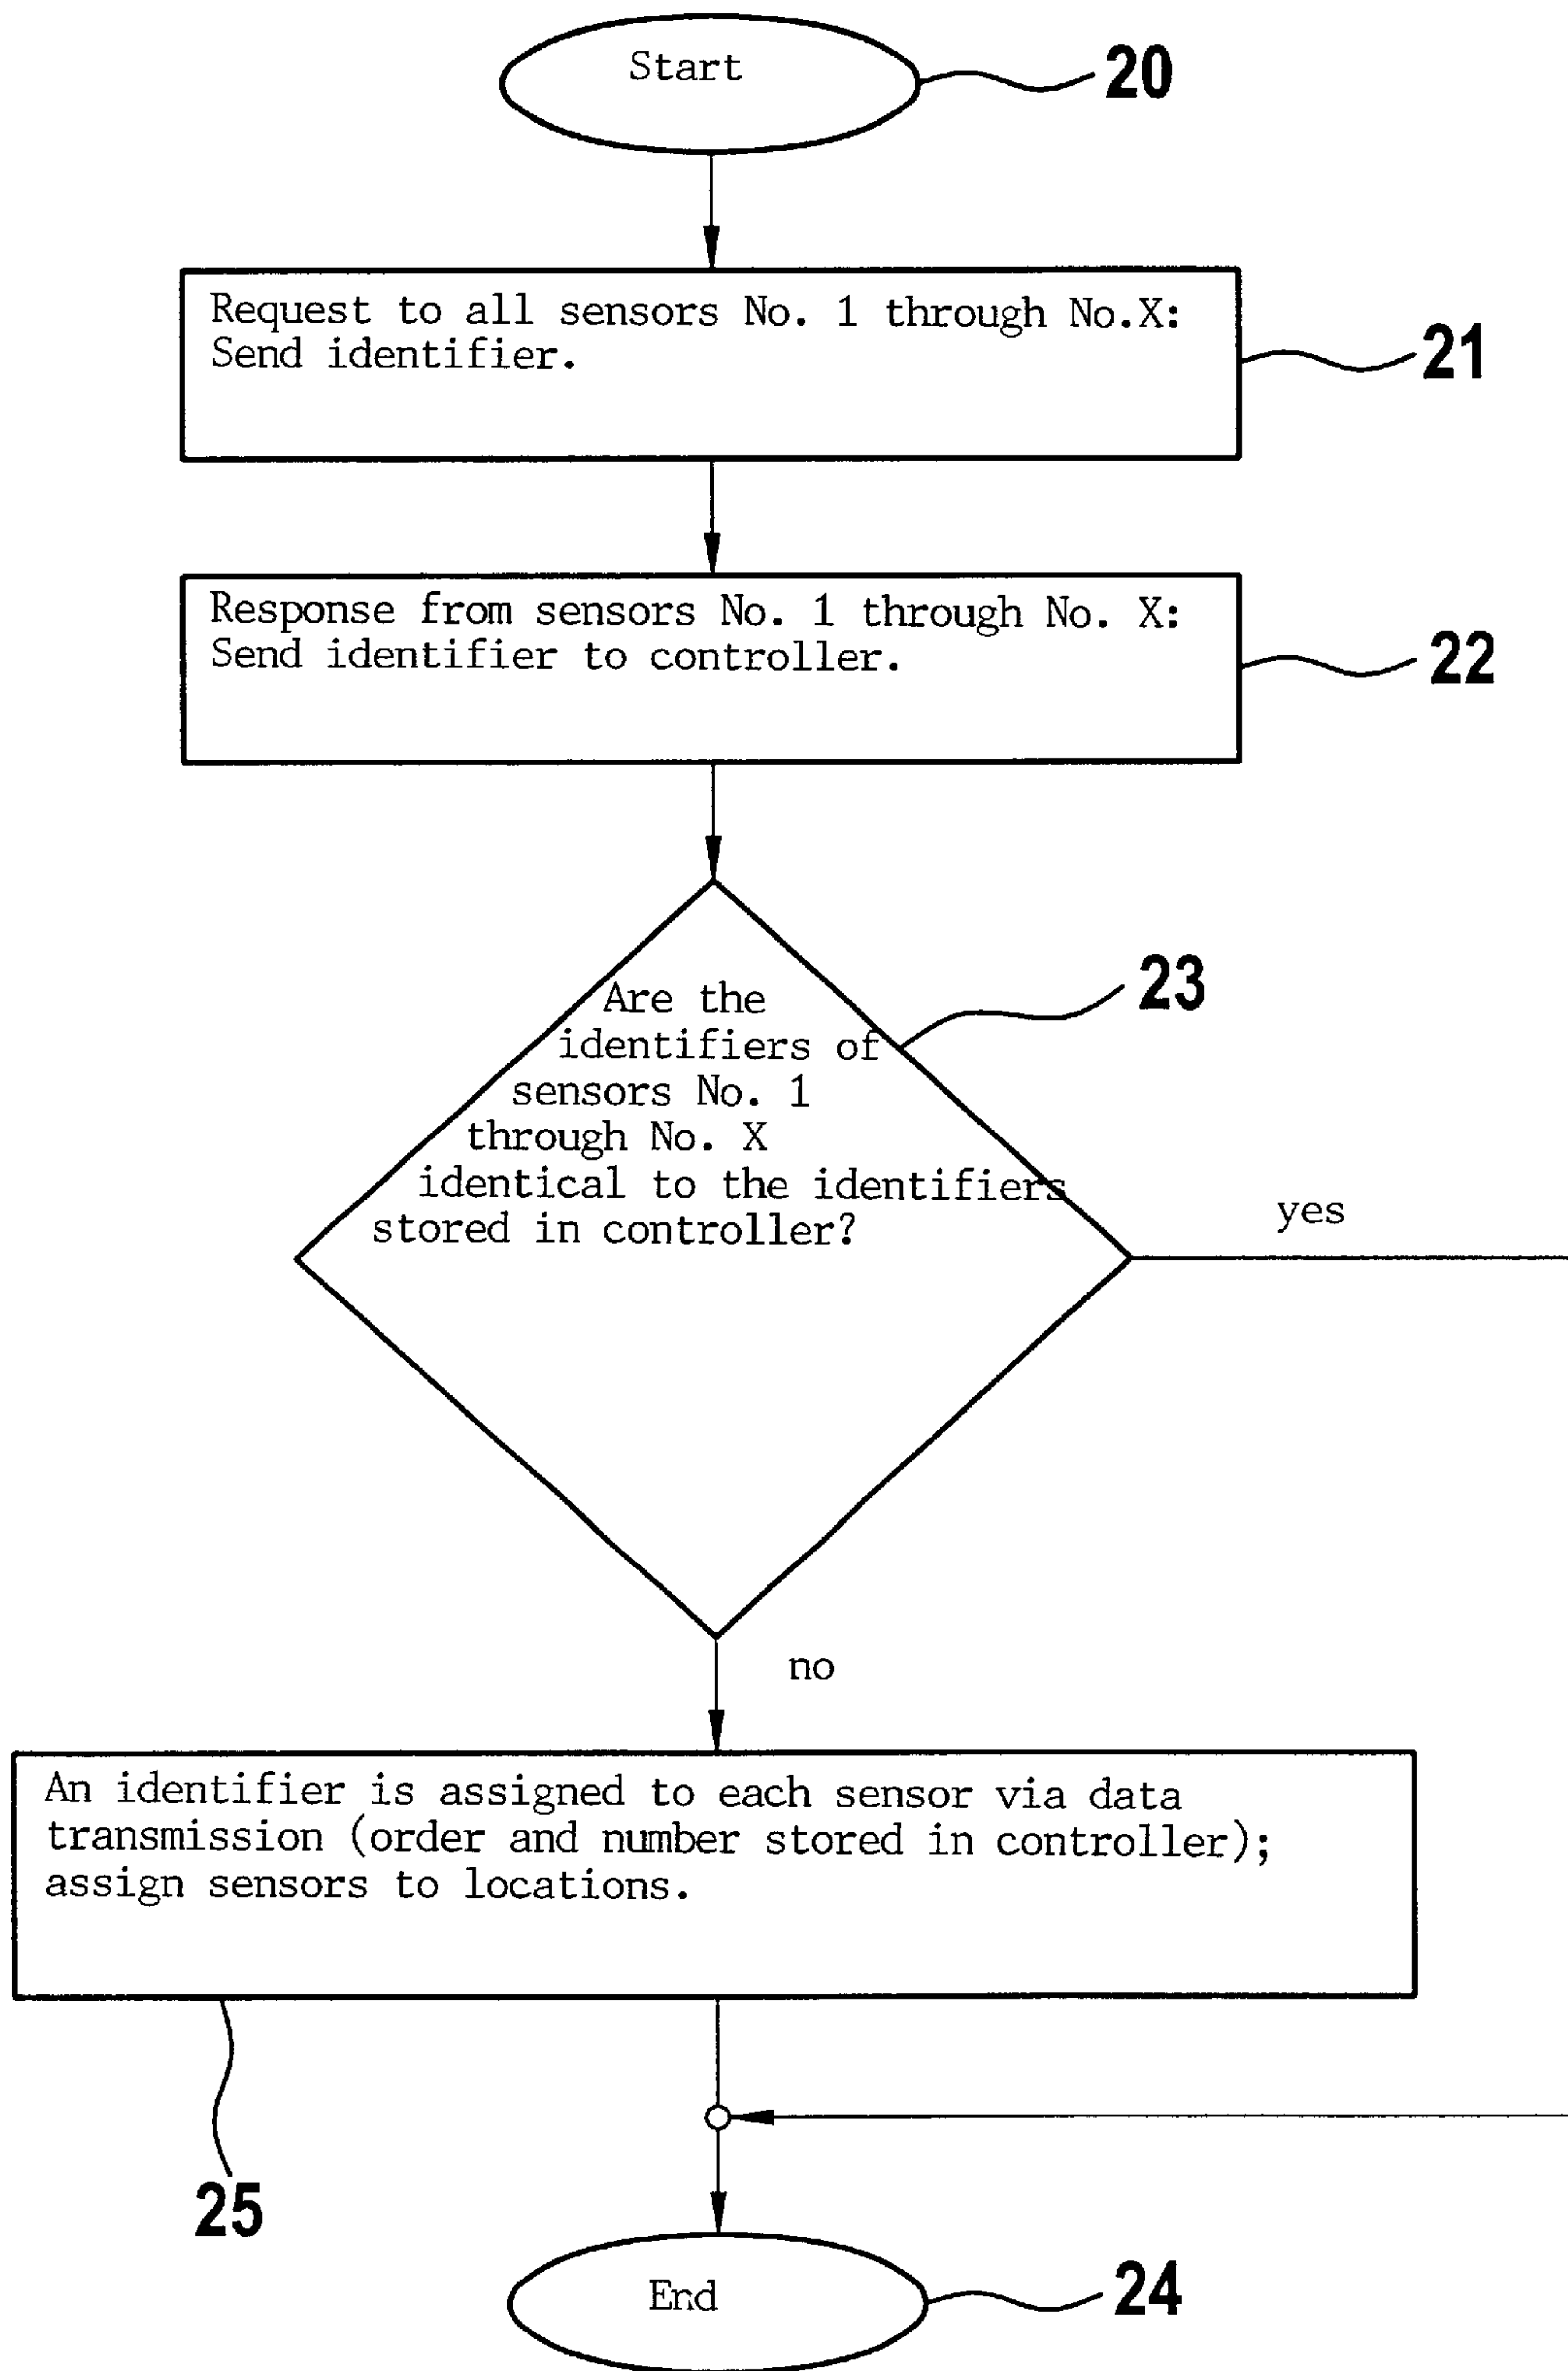 Start
20
Request to all sensors No. 1 through No.X:
Send identifier.
21
Response from sensors No. 1 through No. X:
Send identifier to controller.
22
23
Are the
identifiers of
sensors No. 1
through No. X
identical to the identifiers
stored in controller?
yes
no
An identifier is assigned to each sensor via data
transmission (order and number stored in controller);
assign sensors to locations.
25
End
24